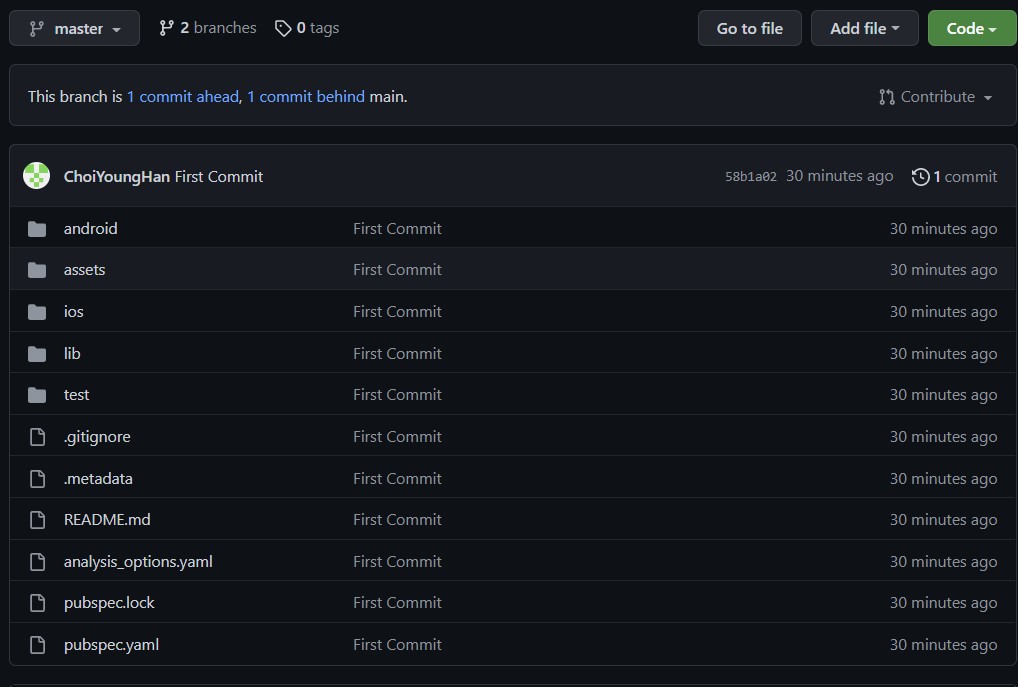 master 2 branches 0 tags Go to file Add file Code
This branch is 1 commit ahead, 1 commit behind main. Contribute
ChoiYoungHan First Commit 58b1a02 30 minutes ago 1 commit
android First Commit 30 minutes ago
assets First Commit 30 minutes ago
ios First Commit 30 minutes ago
lib First Commit 30 minutes ago
test First Commit 30 minutes ago
.gitignore First Commit 30 minutes ago
.metadata First Commit 30 minutes ago
README.md First Commit 30 minutes ago
analysis_options.yaml First Commit 30 minutes ago
pubspec.lock First Commit 30 minutes ago
pubspec.yaml First Commit 30 minutes ago